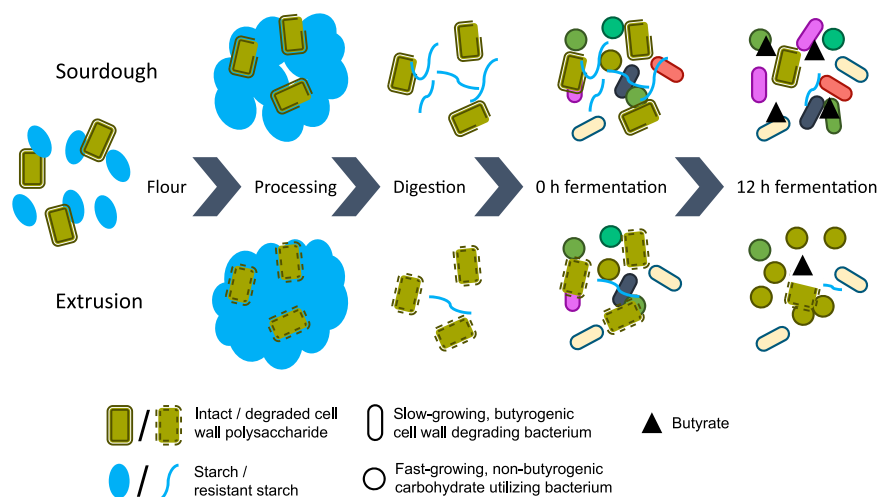 Sourdough
Flour
Processing
Digestion
0 h fermentation
12 h fermentation
Extrusion
/
Intact / degraded cell
wall polysaccharide
Slow-growing, butyrogenic
cell wall degrading bacterium
Butyrate
/
Starch /
resistant starch
Fast-growing, non-butyrogenic
carbohydrate utilizing bacterium